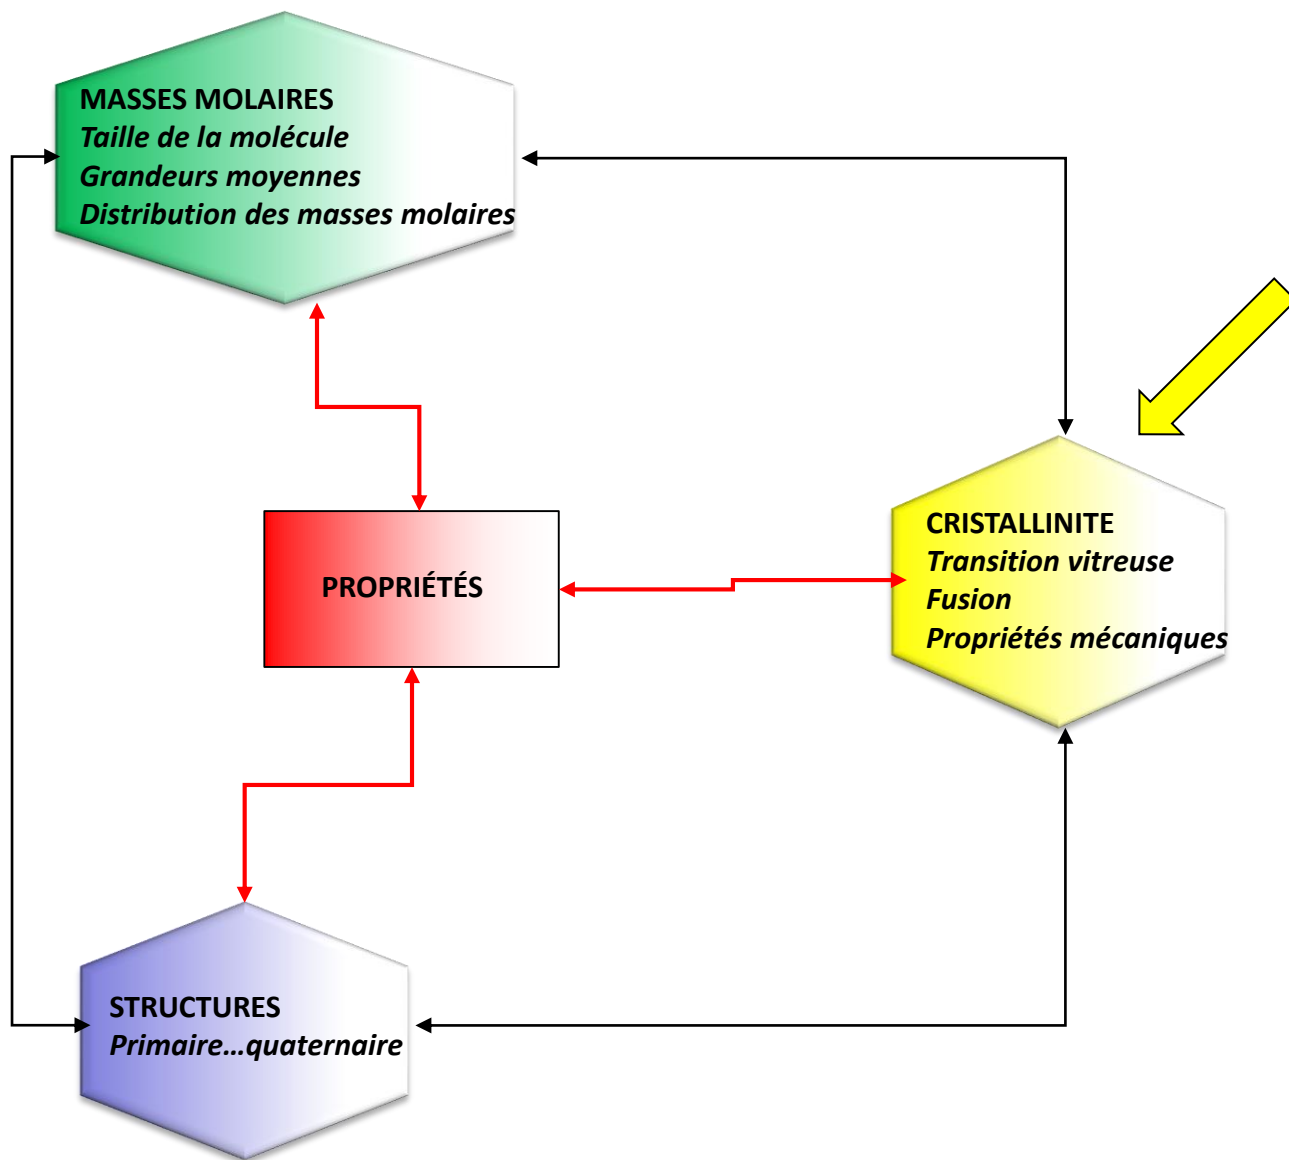 MASSES MOLAIRES
Taille de la molécule
Grandeurs moyennes
Distribution des masses molaires
CRISTALLINITE
Transition vitreuse
Fusion
Propriétés mécaniques
PROPRIÉTÉS
STRUCTURES
Primaire...quaternaire